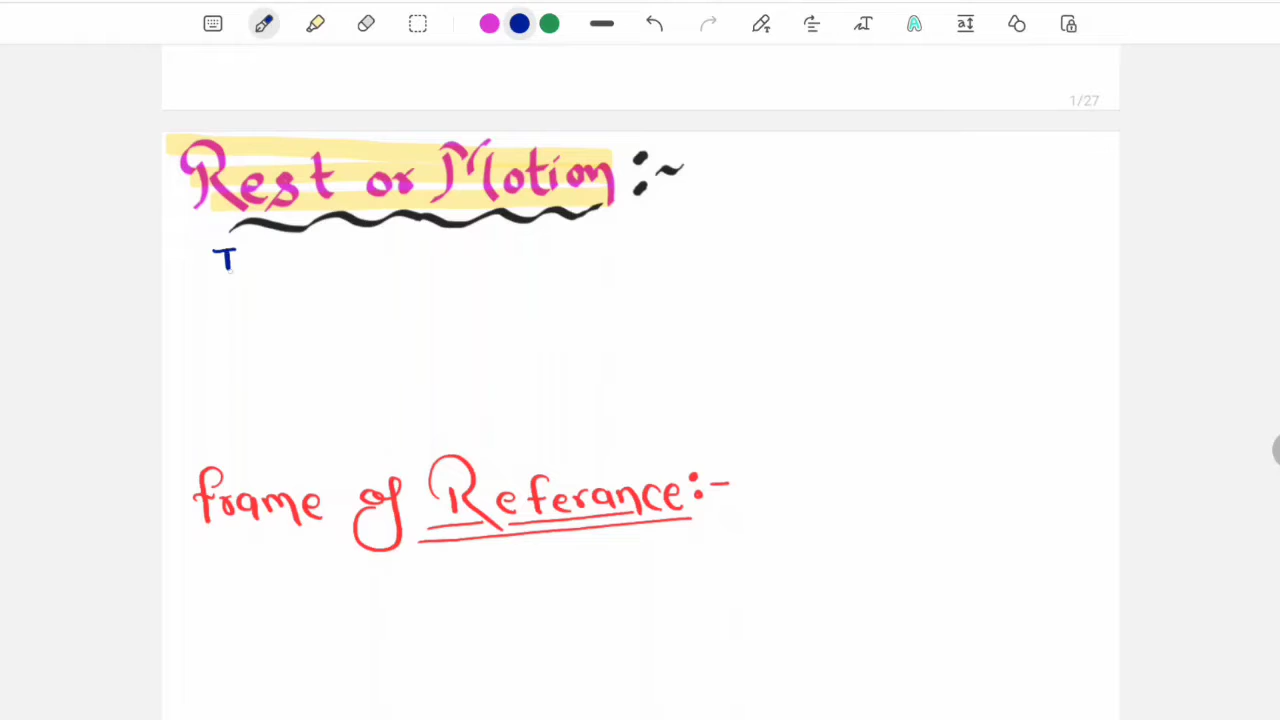 1/27
Rest or Motion :~
T
frame of Referance:-